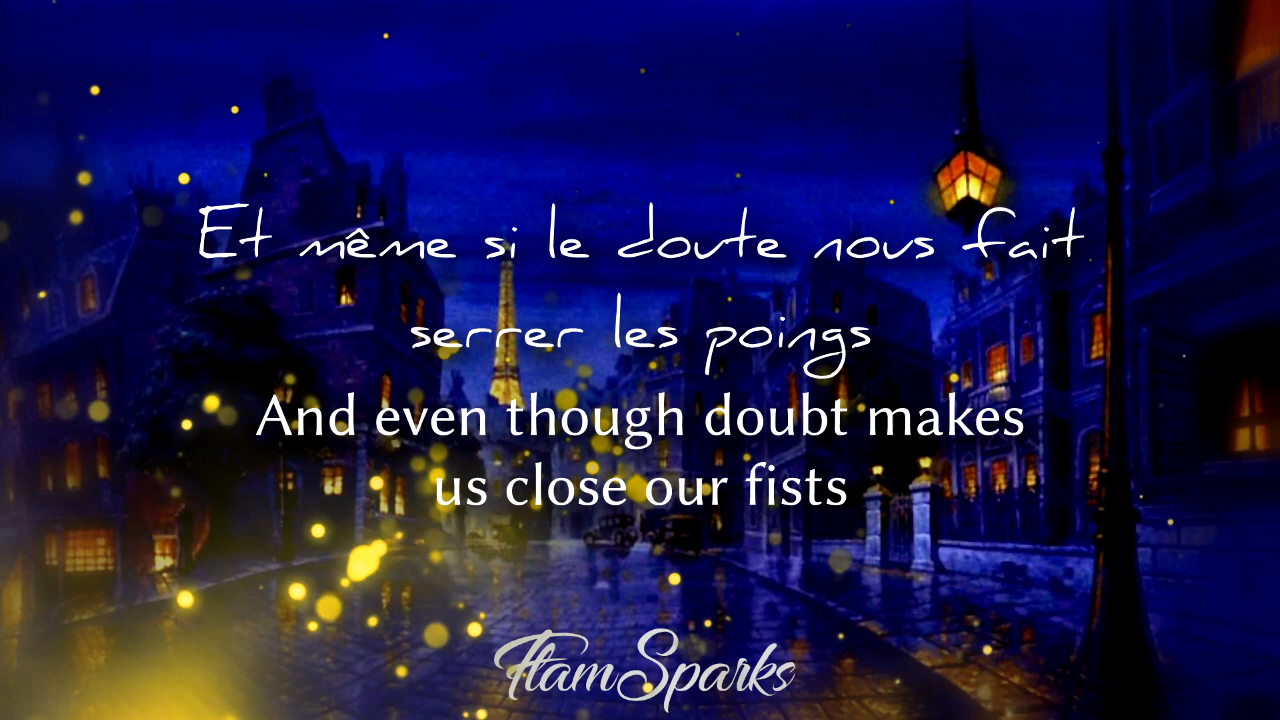 Et même si le doute nous fait
serrer les poings
And even though doubt makes
us close our fists
FlamSparks